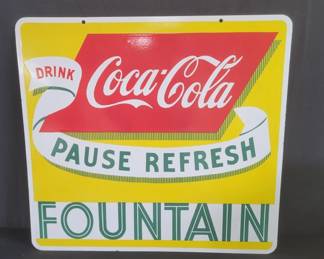 DRINK
Coca-Cola
PAUSE REFRESH
FOUNTAIN